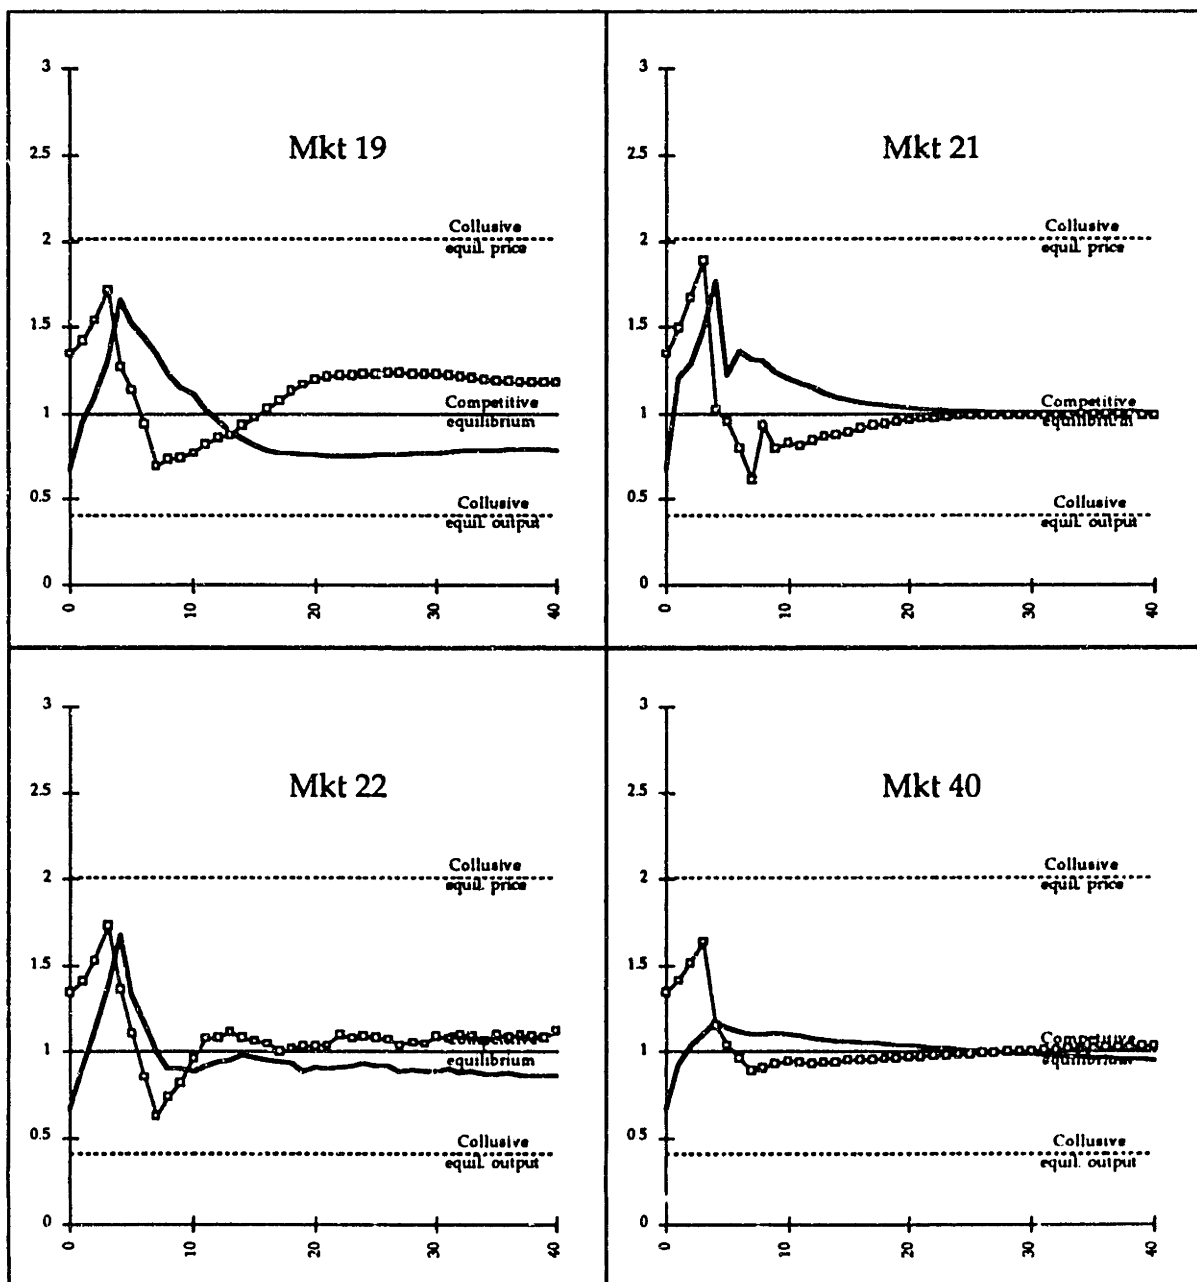 Mkt 19
3
2.5
2
1.5
1
0.5
0
Collusive
equil. price
Competitive
equilibrium
Collusive
equil. output
0 10 20 30 40
Mkt 21
3
2.5
2
1.5
1
0.5
0
Collusive
equil. price
Competitive
equilibrium
Collusive
equil. output
0 10 20 30 40
Mkt 22
3
2.5
2
1.5
1
0.5
0
Collusive
equil. price
equilibrium
Collusive
equil. output
0 10 20 30 40
Mkt 40
3
2.5
2
1.5
1
0 5
0
Collusive
equil. price
Competitive
equilibrium
Collusive
equil. output
0 10 20 30 40